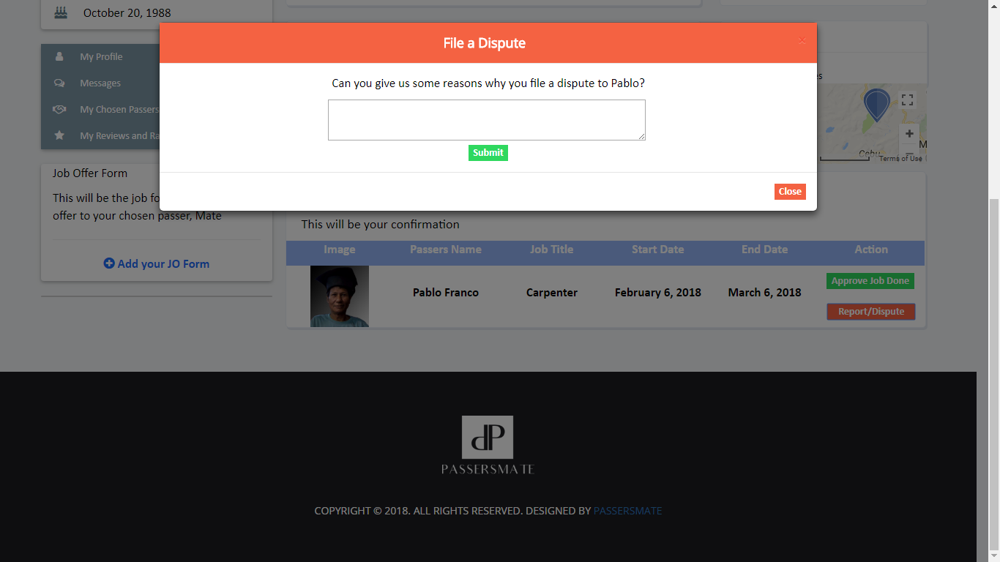 October 20, 1988
File a Dispute
×
My Profile
Messages
My Chosen Passers
My Reviews and Ra
Can you give us some reasons why you file a dispute to Pablo?
Submit
Close
es
Cebu
M
Terms of Use
Job Offer Form
This will be the job fo
offer to your chosen passer, Mate
Add your JO Form
This will be your confirmation
Image Passers Name Job Title Start Date End Date Action
Pablo Franco Carpenter February 6, 2018 March 6, 2018
Approve Job Done
Report/Dispute
dP
PASSERSMATE
COPYRIGHT © 2018. ALL RIGHTS RESERVED. DESIGNED BY PASSERSMATE